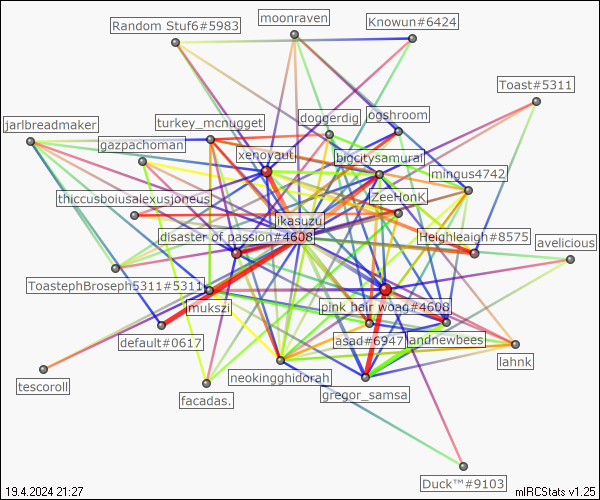 moonraven
Random Stuf6#5983
Knowun#6424
Toast#5311
doggerdig
ogshroom
turkey_mcnugget
jarlbreadmaker
gazpachoman
xenoyaut
bigcitysamurai
mingus4742
thiccusboiusalexusjoneus
ZeeHonK
ikasuzu
disaster of passion#4608
Heighleaigh#8575
avelicious
ToastephBroseph5311#5311
mukszi
pink hair woag#4608
default#0617
asad#6947
andnewbees
lahnk
tescoroll
neokingghidorah
facadas.
gregor_samsa
Duck™#9103
19.4.2024 21:27
mIRCStats v1.25